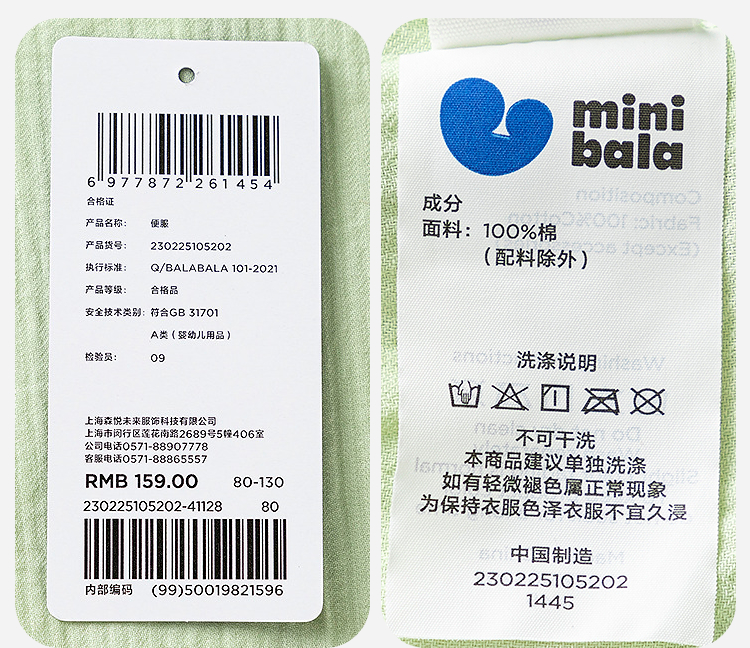 6 977872 261454
合格证
产品名称： 便服
产品货号： 230225105202
执行标准： Q/BALABALA 101-2021
产品等级： 合格品
安全技术类别： 符合GB 31701
A类（婴幼儿用品）
检验员： 09
上海森悦未来服饰科技有限公司
上海市闵行区莲花南路2689号5幢406室
公司电话0571-88907778
客服电话0571-88865557
RMB 159.00 80-130
230225105202-41128 80
内部编码 (99)50019821596
mini
bala
成分
面料：100%棉
（配料除外）
洗涤说明
不可干洗
本商品建议单独洗涤
如有轻微褪色属正常现象
为保持衣服色泽衣服不宜久浸
中国制造
230225105202
1445
Composition
Fabric: 100%Cotton